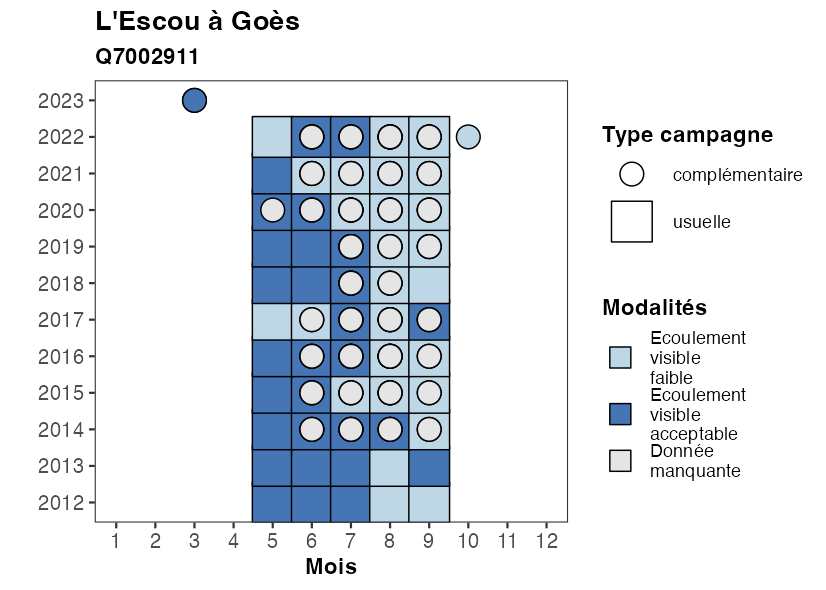 L'Escou à Goès
Q7002911
2023
2022
2021
2020
2019
2018
2017
2016
2015
2014
2013
2012
1 2 3 4 5 6 7 8 9 10 11 12
Mois
Type campagne
complémentaire
usuelle
Modalités
Ecoulement
visible
faible
Ecoulement
visible
acceptable
Donnée
manquante